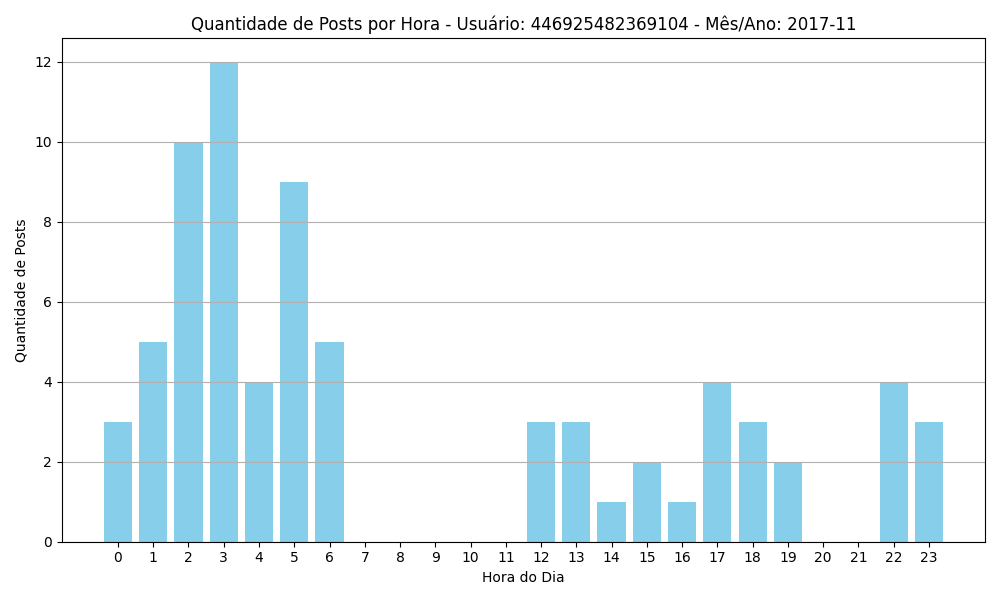 Quantidade de Posts por Hora - Usuário: 446925482369104 - Mês/Ano: 2017-11
Quantidade de Posts
12
10
8
6
4
2
0
0 1 2 3 4 5 6 7 8 9 10 11 12 13 14 15 16 17 18 19 20 21 22 23
Hora do Dia